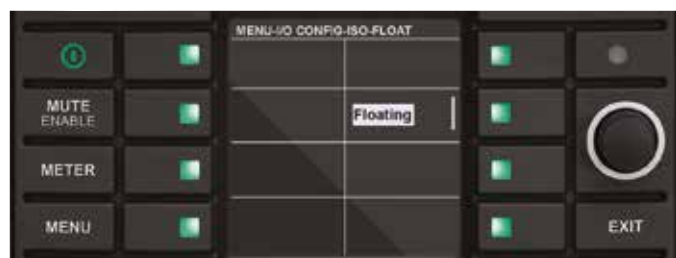 MENU-I/O CONFIG-ISO-FLOAT
MUTE
ENABLE
Floating
METER
MENU
EXIT